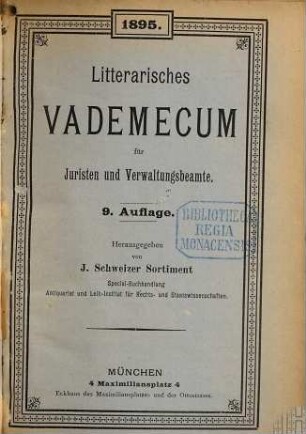 1895.
Litterarisches
VADEMECUM
für
Juristen und Verwaltungsbeamte.
9. Auflage.
BIBLIOTHECA
REGIA
MONACENSIS.
Herausgegeben
von
J. Schweizer Sortiment
Special-Buchhandlung
Antiquariat und Leih-Institut für Rechts- und Staatswissenschaften.
MÜNCHEN
4 Maximiliansplatz 4
Eckhaus des Maximiliansplatzes und der Ottostrasse.